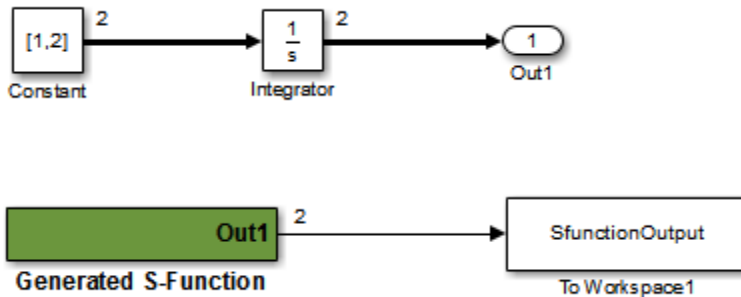 [1,2]
2
1
s
2
1
Constant
Integrator
Out1
Out1
2
SfunctionOutput
Generated S-Function
To Workspace1